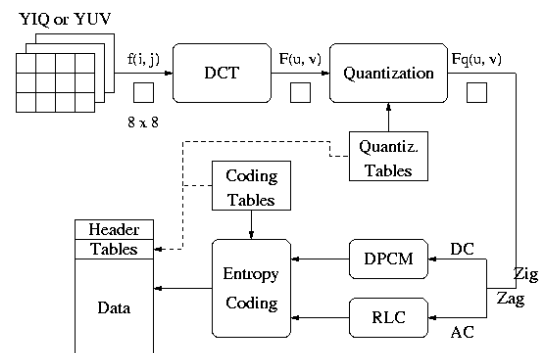 YIQ or YUV
f(i, j)
F(u, v)
Fq(u, v)
DCT
Quantization
8 x 8
Quantiz.
Tables
Coding
Tables
Header
Tables
Data
Entropy
Coding
DPCM
DC
RLC
AC
Zig
Zag